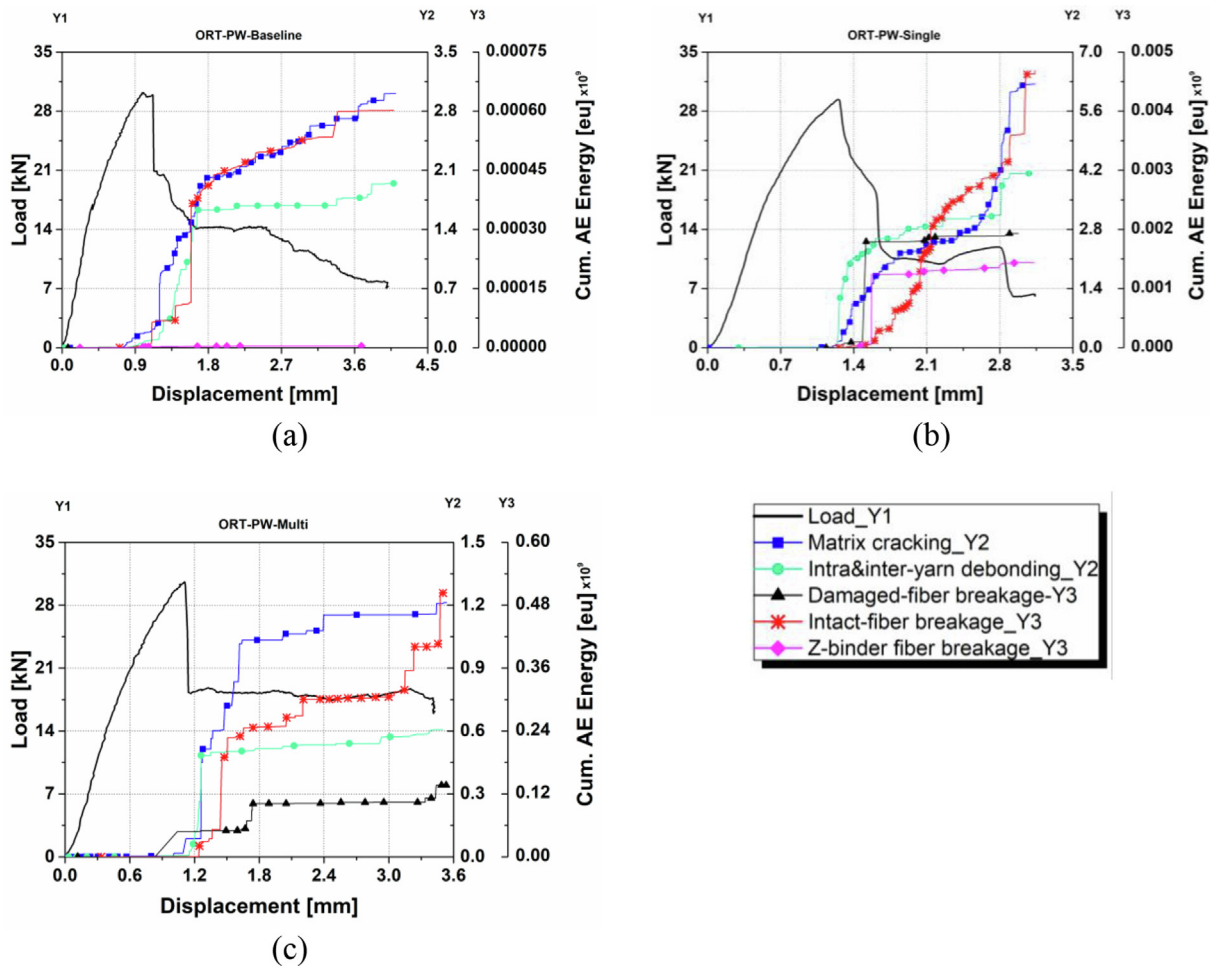 Y1 Y2 Y3
ORT-PW-Baseline
35 3.5 0.00075
28 2.8 0.00060
21 2.1 0.00045
14 1.4 0.00030
7 0.7 0.00015
0 0.0 0.00000
0.0 0.9 1.8 2.7 3.6 4.5
Load [kN]
Cum. AE Energy [eu] x10⁹
Displacement [mm]
(a)
Y1 Y2 Y3
ORT-PW-Single
35 7.0 0.005
28 5.6 0.004
21 4.2 0.003
14 2.8 0.002
7 1.4 0.001
0 0.0 0.000
0.0 0.7 1.4 2.1 2.8 3.5
Load [kN]
Cum. AE Energy [eu] x10⁹
Displacement [mm]
(b)
Y1 Y2 Y3
ORT-PW-Multi
35 1.5 0.60
28 1.2 0.48
21 0.9 0.36
14 0.6 0.24
7 0.3 0.12
0 0.0 0.00
0.0 0.6 1.2 1.8 2.4 3.0 3.6
Load [kN]
Cum. AE Energy [eu] x10⁹
Displacement [mm]
(c)
Load_Y1
Matrix cracking_Y2
Intra&inter-yarn debonding_Y2
Damaged-fiber breakage-Y3
Intact-fiber breakage_Y3
Z-binder fiber breakage_Y3